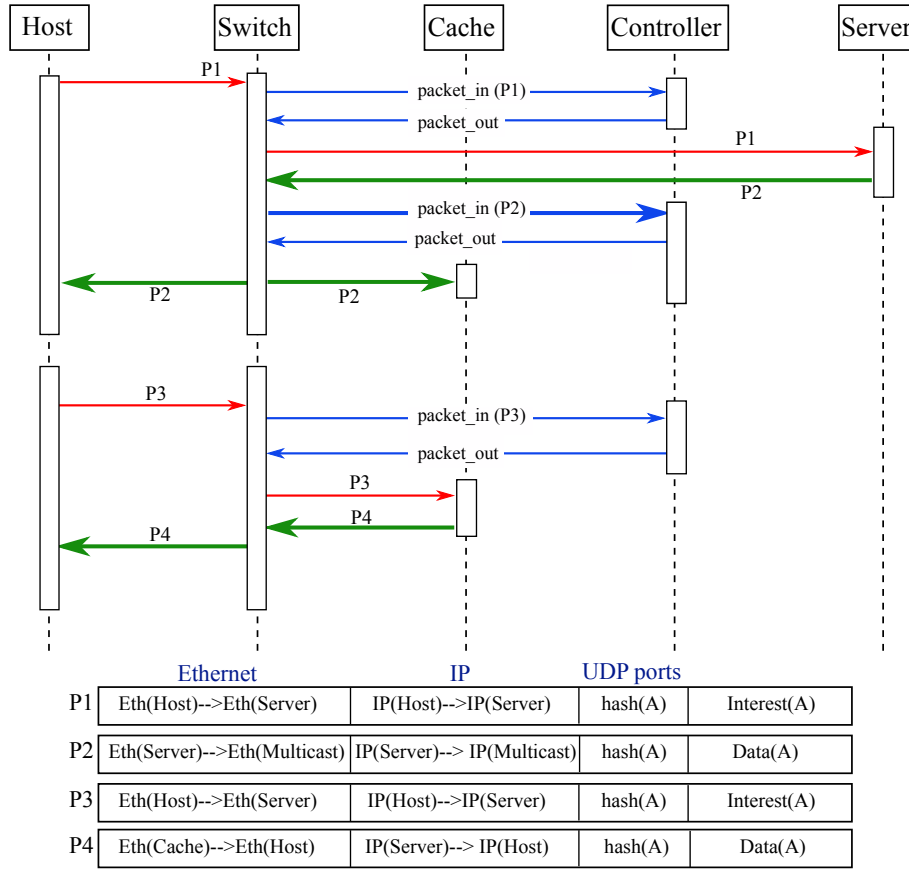 Host Switch Cache Controller Server
P1
packet_in (P1)
packet_out
P1
P2
packet_in (P2)
packet_out
P2 P2
P3
packet_in (P3)
packet_out
P3
P4
P4
Ethernet IP UDP ports
P1 Eth(Host)-->Eth(Server) IP(Host)-->IP(Server) hash(A) Interest(A)
P2 Eth(Server)-->Eth(Multicast) IP(Server)--> IP(Multicast) hash(A) Data(A)
P3 Eth(Host)-->Eth(Server) IP(Host)-->IP(Server) hash(A) Interest(A)
P4 Eth(Cache)-->Eth(Host) IP(Server)--> IP(Host) hash(A) Data(A)